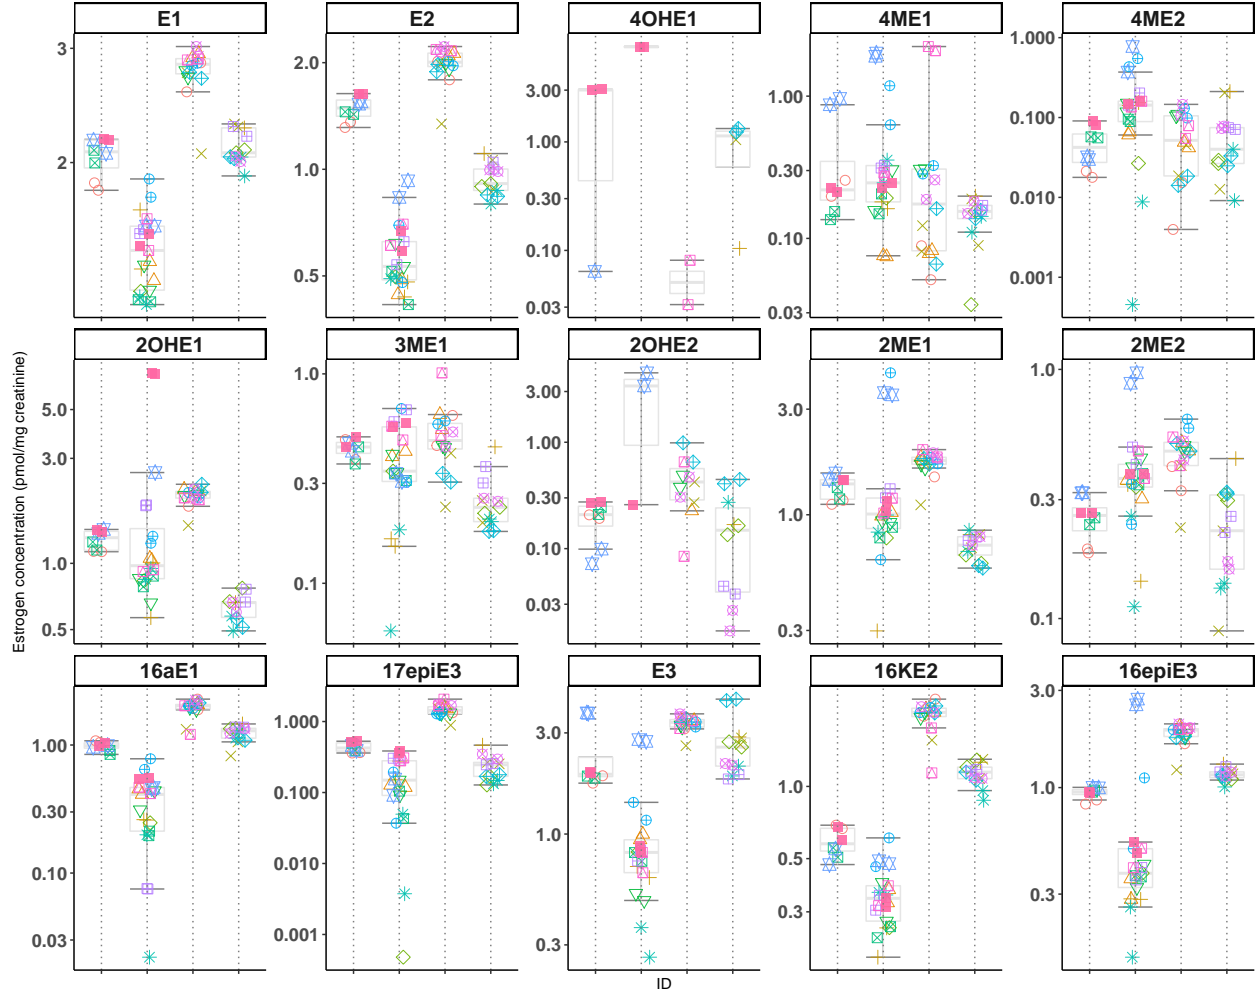 E1 E2 4OHE1 4ME1 4ME2
3 2.0 3.00 1.00 1.000
2 1.0 1.00 0.30 0.100
0.5 0.30 0.10 0.010
0.10 0.03 0.001
0.03
2OHE1 3ME1 2OHE2 2ME1 2ME2
5.0 1.0 3.00 3.0 1.0
3.0 0.3 1.00 1.0 0.3
1.0 0.1 0.30 0.3 0.1
0.5 0.10
0.03
Estrogen concentration (pmol/mg creatinine)
16aE1 17epiE3 E3 16KE2 16epiE3
1.00 1.000 3.0 1.0 3.0
0.30 0.100 1.0 0.5 1.0
0.10 0.010 0.3 0.3 0.3
0.03 0.001
ID